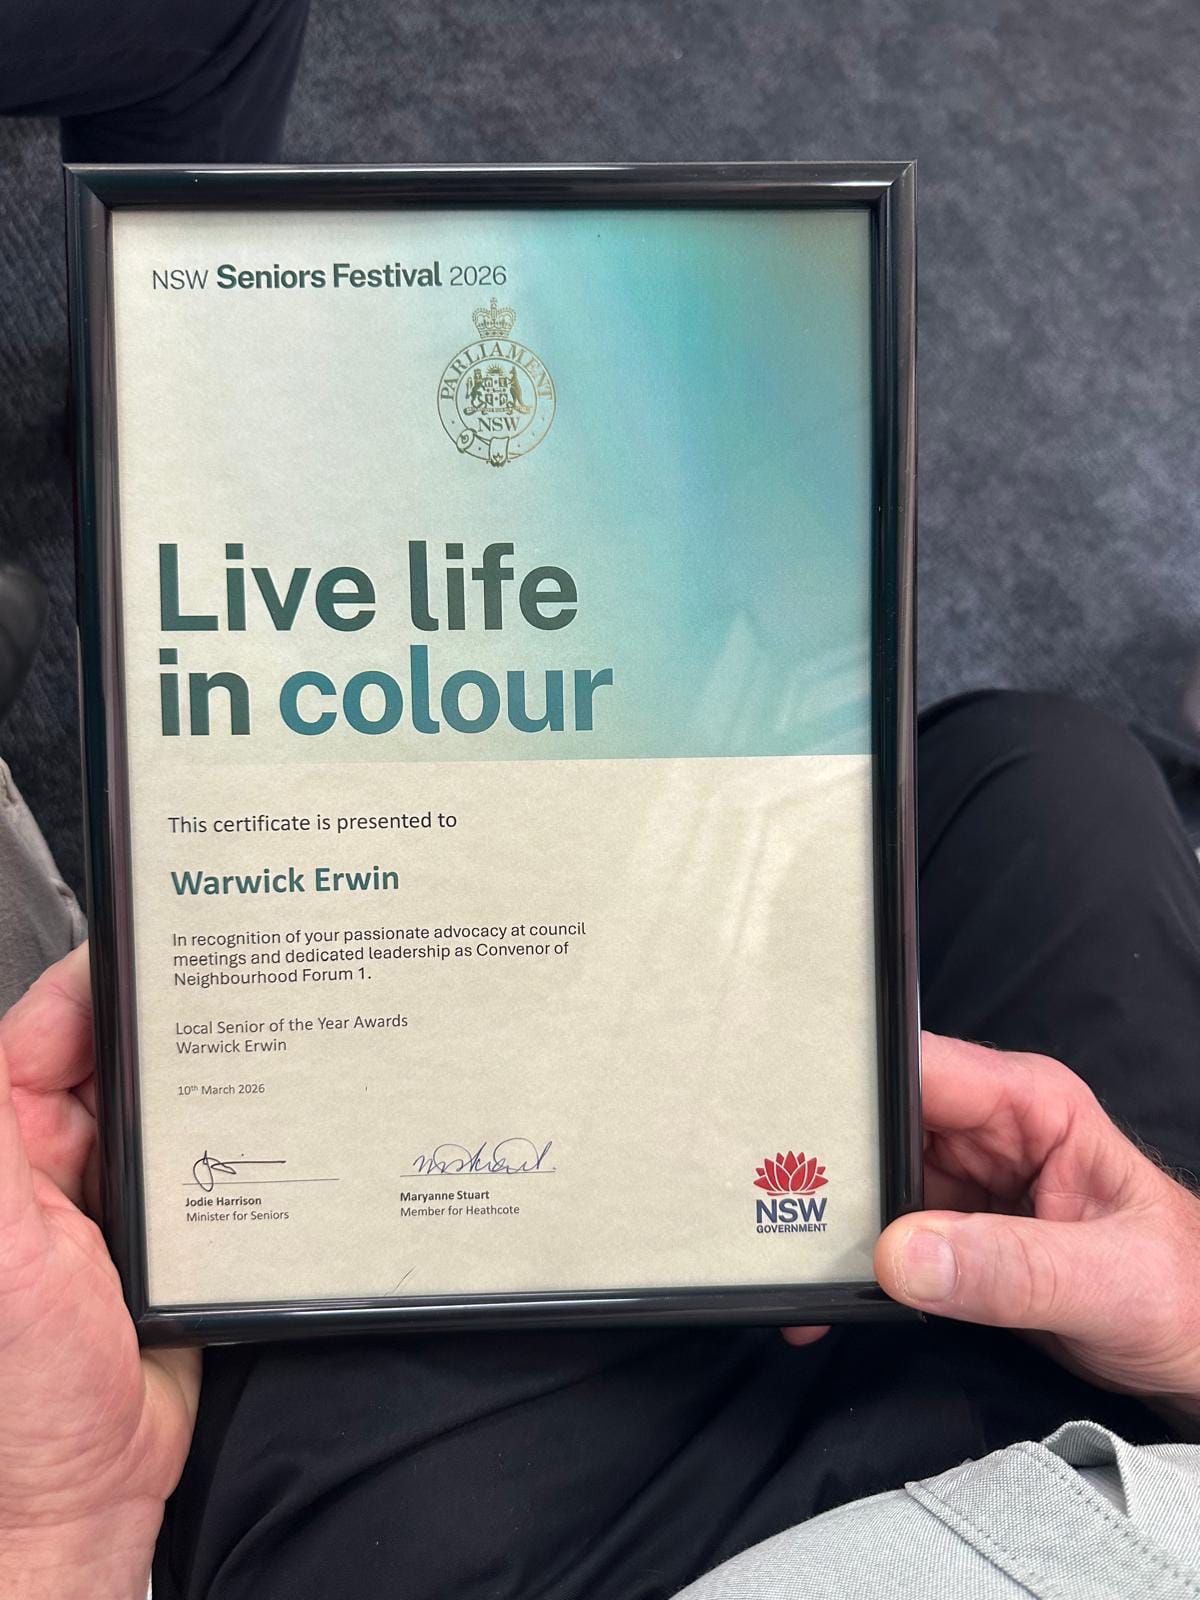 NSW Seniors Festival 2026
PARLIAMENT
NSW
Live life
in colour
This certificate is presented to
Warwick Erwin
In recognition of your passionate advocacy at council
meetings and dedicated leadership as Convenor of
Neighbourhood Forum 1.
Local Senior of the Year Awards
Warwick Erwin
10th March 2026
Jodie Harrison
Minister for Seniors
Maryanne Stuart
Member for Heathcote
NSW
GOVERNMENT